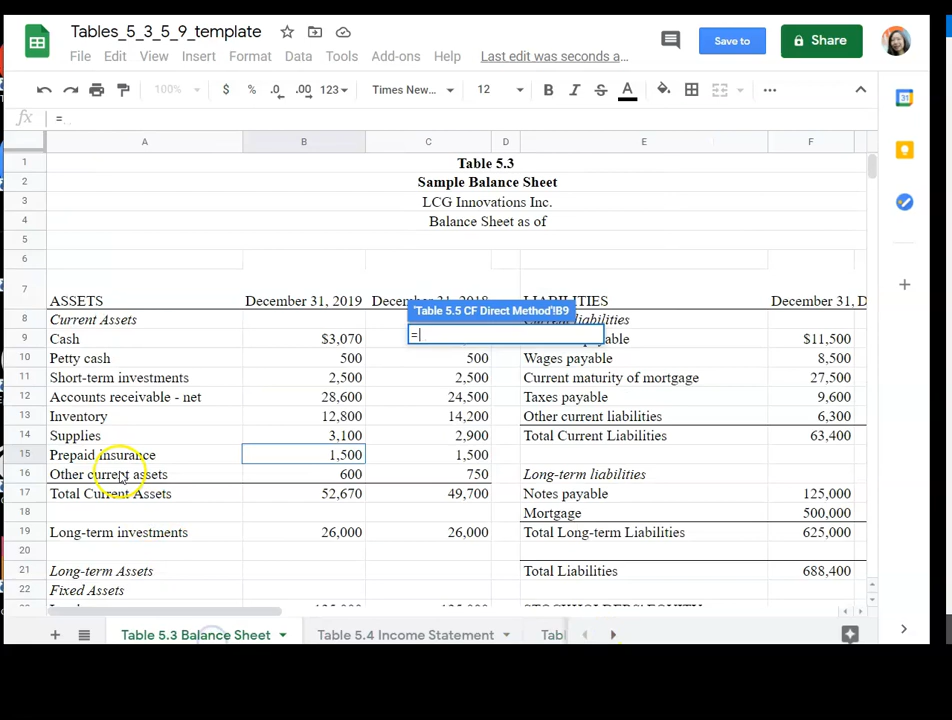 Tables_5_3_5_9_template
File Edit View Insert Format Data Tools Add-ons Help Last edit was seconds a...
Save to
Share
100% $ % .0 .00 123 Times New... 12 B I S A
fx =
A B C D E F
1 Table 5.3
2 Sample Balance Sheet
3 LCG Innovations Inc.
4 Balance Sheet as of
5
6
7 ASSETS December 31, 2019 December 31, 2018 LIABILITIES December 31, D
'Table 5.5 CF Direct Method'!B9
8 Current Assets Current liabilities
=
9 Cash $3,070 payable $11,500
10 Petty cash 500 500 Wages payable 8,500
11 Short-term investments 2,500 2,500 Current maturity of mortgage 27,500
12 Accounts receivable - net 28,600 24,500 Taxes payable 9,600
13 Inventory 12,800 14,200 Other current liabilities 6,300
14 Supplies 3,100 2,900 Total Current Liabilities 63,400
15 Prepaid insurance 1,500 1,500
16 Other current assets 600 750 Long-term liabilities
17 Total Current Assets 52,670 49,700 Notes payable 125,000
18 Mortgage 500,000
19 Long-term investments 26,000 26,000 Total Long-term Liabilities 625,000
20
21 Long-term Assets Total Liabilities 688,400
22 Fixed Assets
Table 5.3 Balance Sheet Table 5.4 Income Statement Tabl
31